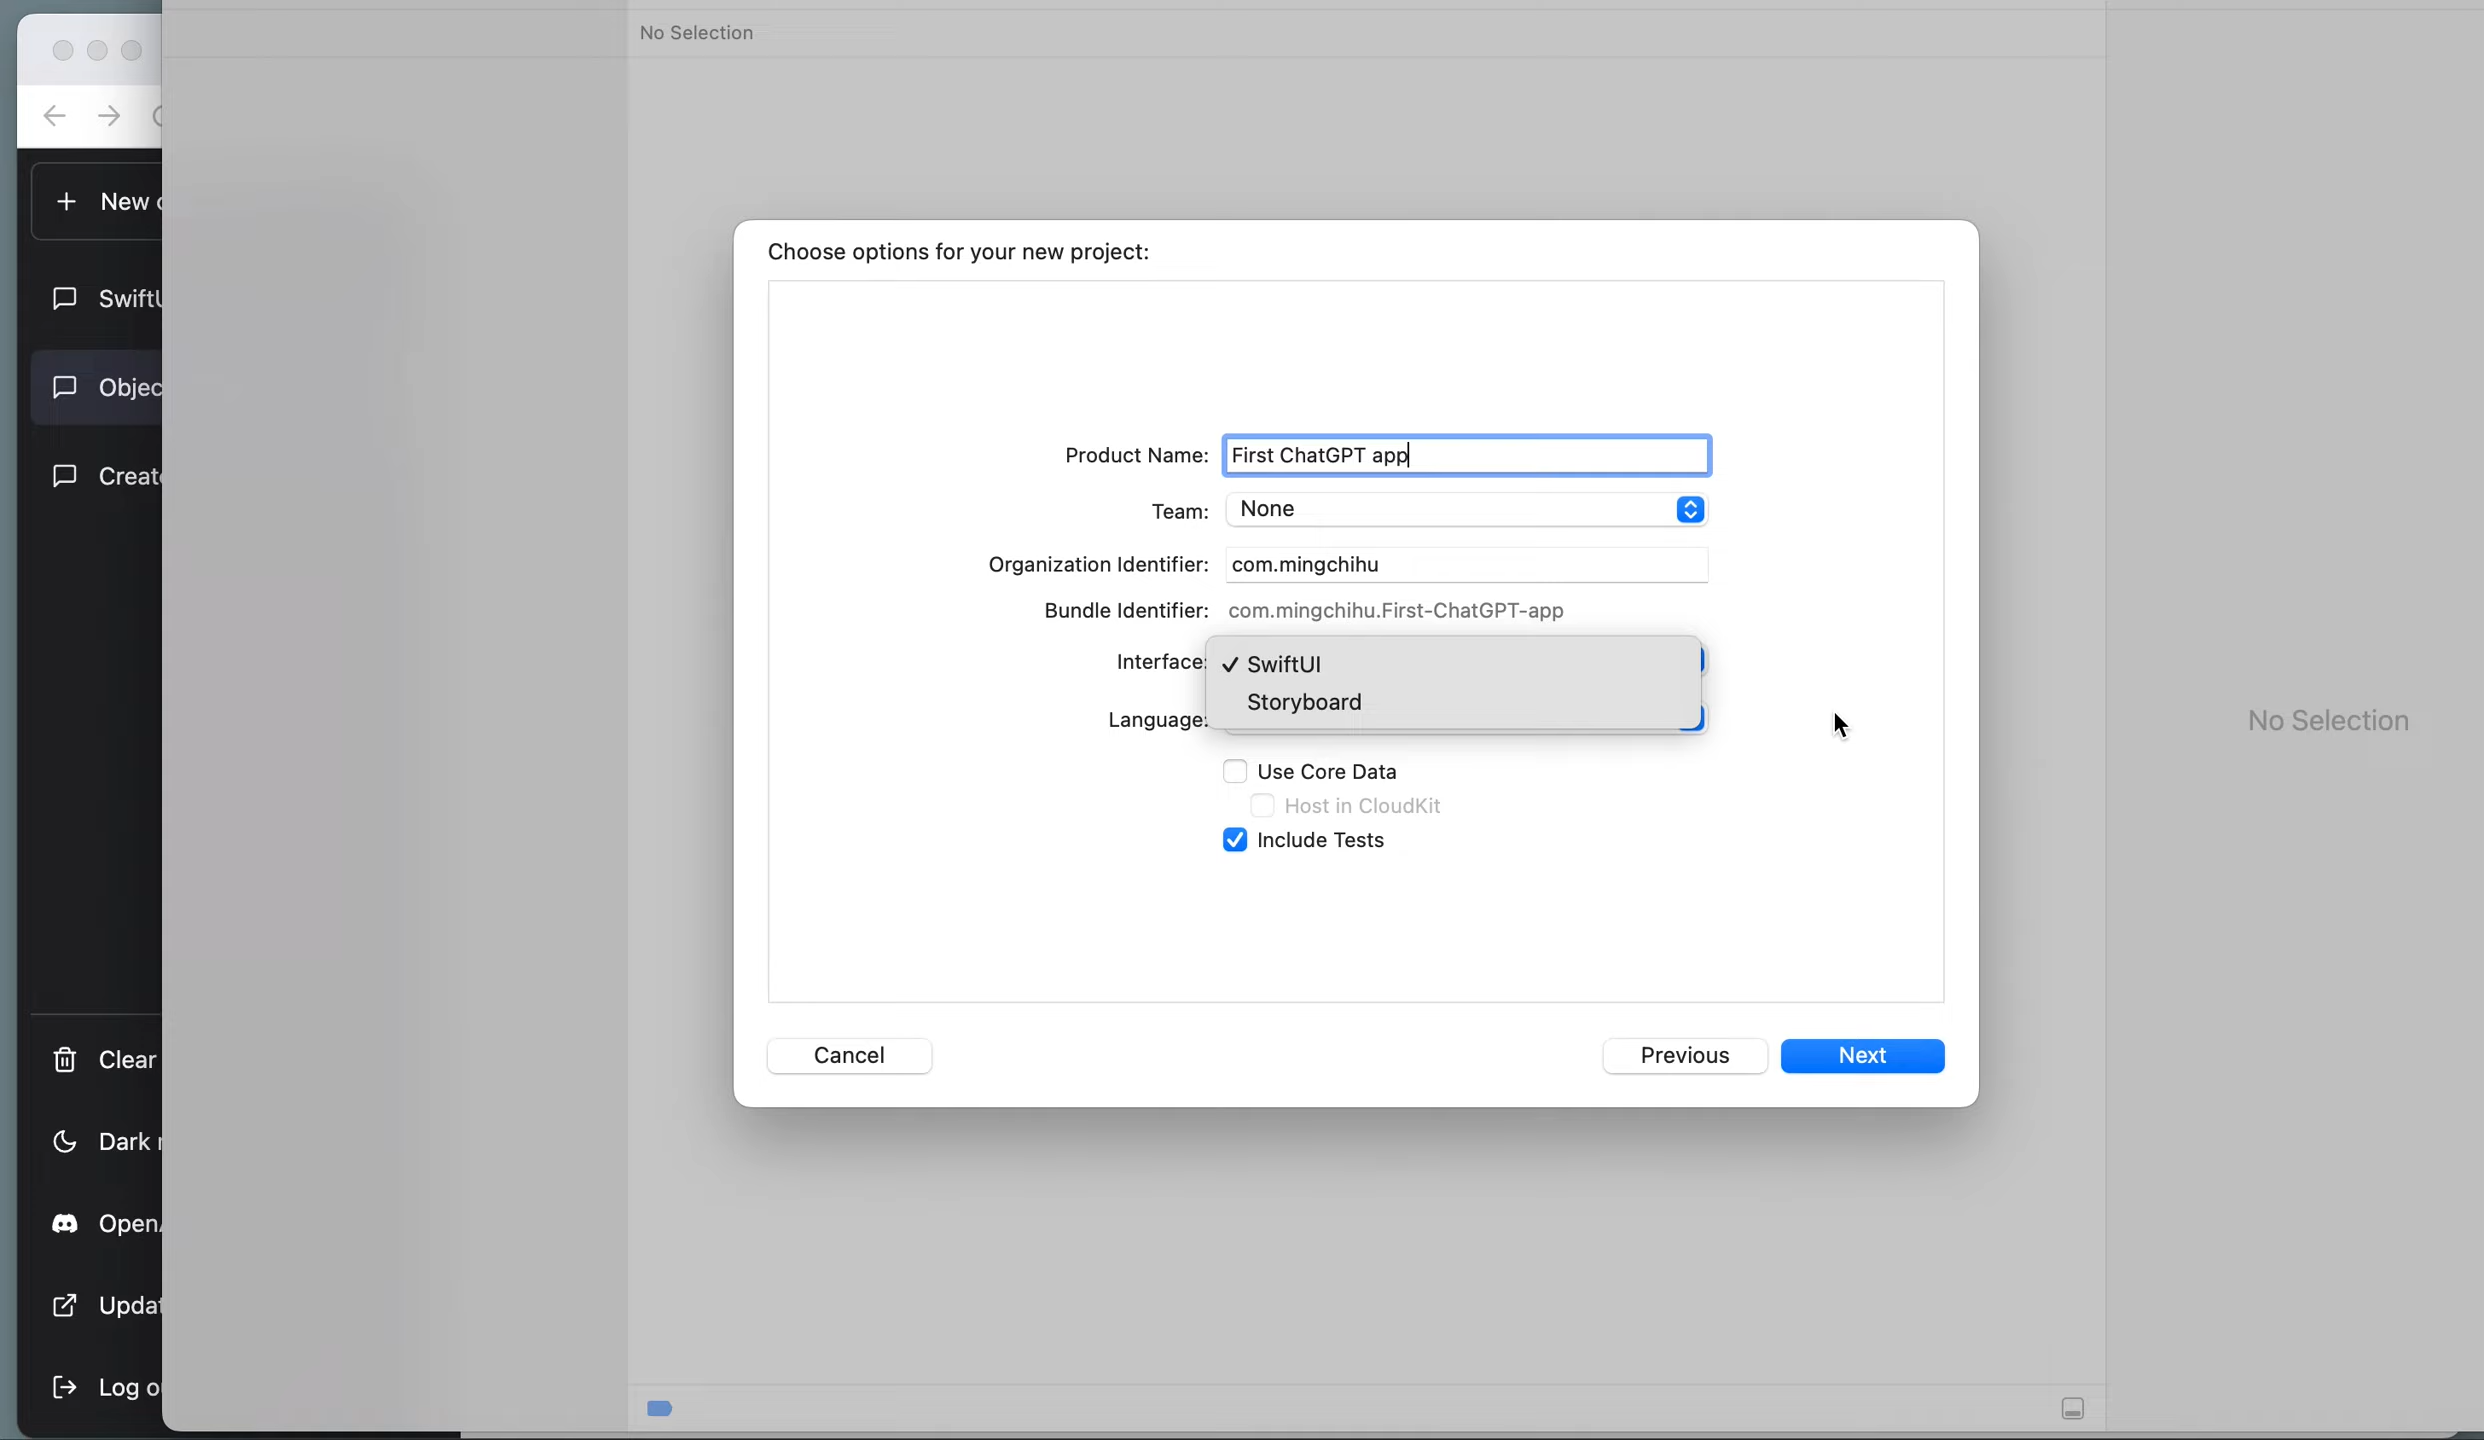 No Selection
New
SwiftU
Objec
Create
Clear
Dark
Open
Updat
Log o
Choose options for your new project:
Product Name: First ChatGPT app
Team: None
Organization Identifier: com.mingchihu
Bundle Identifier: com.mingchihu.First-ChatGPT-app
Interface: SwiftUI
Storyboard
Language:
Use Core Data
Host in CloudKit
Include Tests
Cancel Previous Next
No Selection